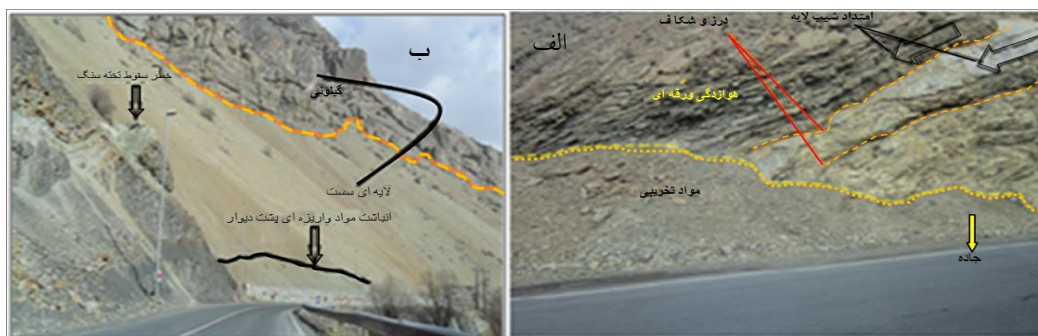 الف
درز و شکاف
امتداد شیب لایه
هوازدگی ورقه ای
مواد تخریبی
جاده
ب
خطر سقوط تخته سنگ
گیلوئی
لایه ای سست
انباشت مواد واریزه ای پشت دیوار